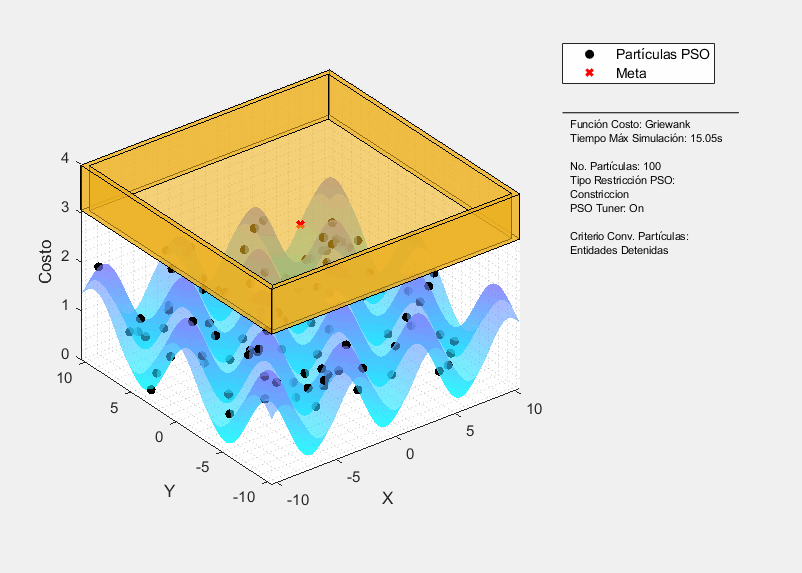 Partículas PSO
Meta
Función Costo: Griewank
Tiempo Máx Simulación: 15.05s
No. Partículas: 100
Tipo Restricción PSO:
Constriccion
PSO Tuner: On
Criterio Conv. Partículas:
Entidades Detenidas
4
3
2
1
0
Costo
10
5
0
-5
-10
Y
-10
-5
0
5
10
X